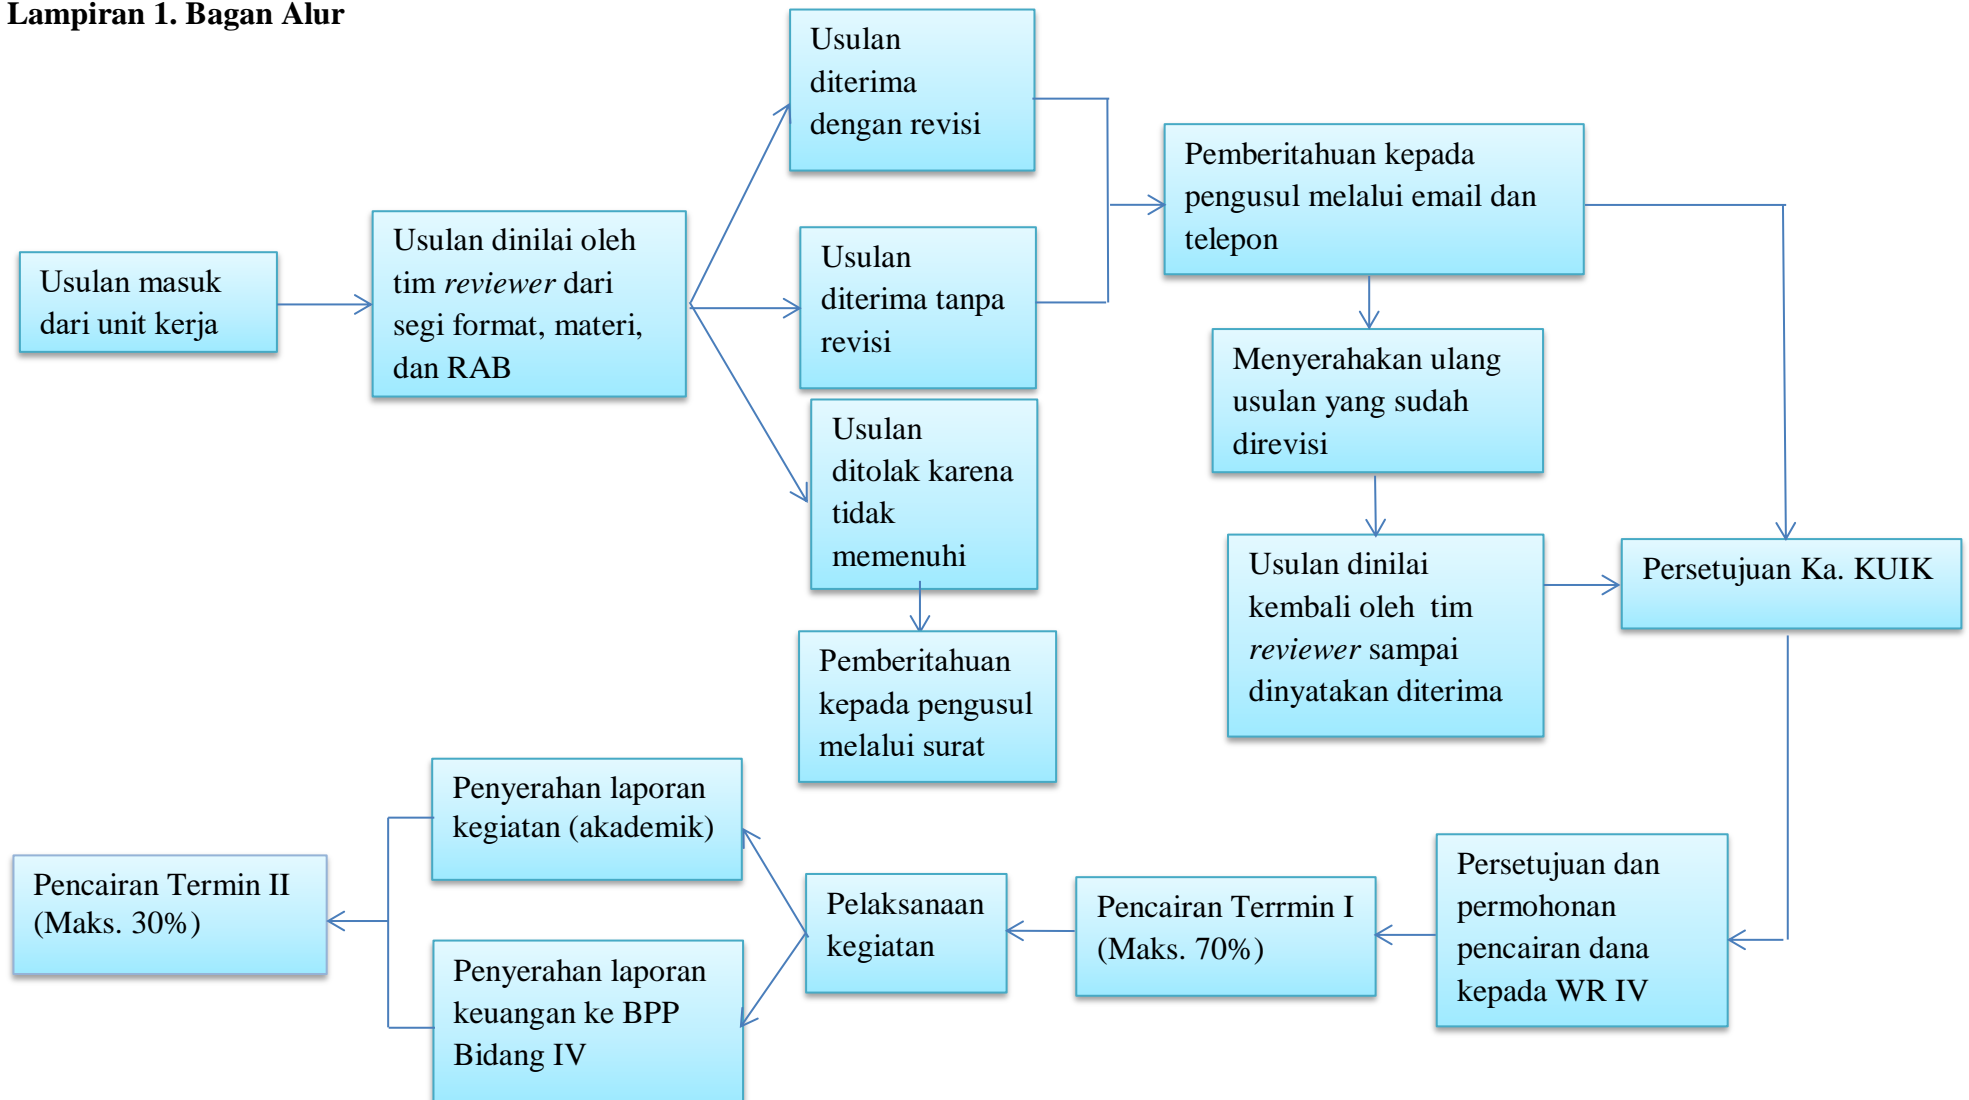 Lampiran 1. Bagan Alur
Usulan masuk
dari unit kerja
Usulan dinilai oleh
tim reviewer dari
segi format, materi,
dan RAB
Usulan
diterima
dengan revisi
Usulan
diterima tanpa
revisi
Usulan
ditolak karena
tidak
memenuhi
Pemberitahuan
kepada pengusul
melalui surat
Pemberitahuan kepada
pengusul melalui email dan
telepon
Menyerahakan ulang
usulan yang sudah
direvisi
Usulan dinilai
kembali oleh tim
reviewer sampai
dinyatakan diterima
Persetujuan Ka. KUIK
Persetujuan dan
permohonan
pencairan dana
kepada WR IV
Pencairan Terrmin I
(Maks. 70%)
Pelaksanaan
kegiatan
Penyerahan laporan
kegiatan (akademik)
Penyerahan laporan
keuangan ke BPP
Bidang IV
Pencairan Termin II
(Maks. 30%)